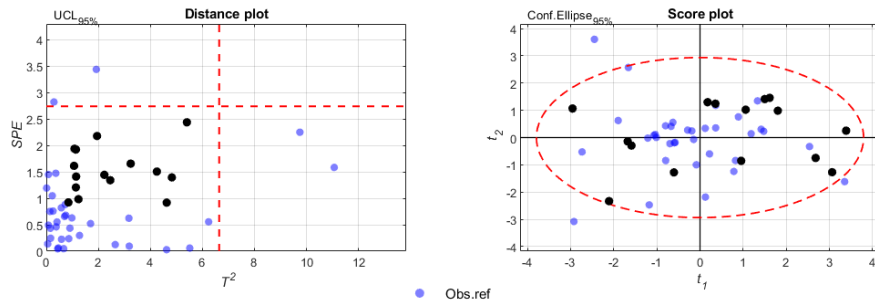 UCL95%
Distance plot
4
3.5
3
2.5
2
1.5
1
0.5
0
SPE
0 2 4 6 8 10 12
T2
Conf.Ellipse95%
Score plot
4
3
2
1
0
-1
-2
-3
-4
t2
-4 -3 -2 -1 0 1 2 3 4
t1
Obs.ref